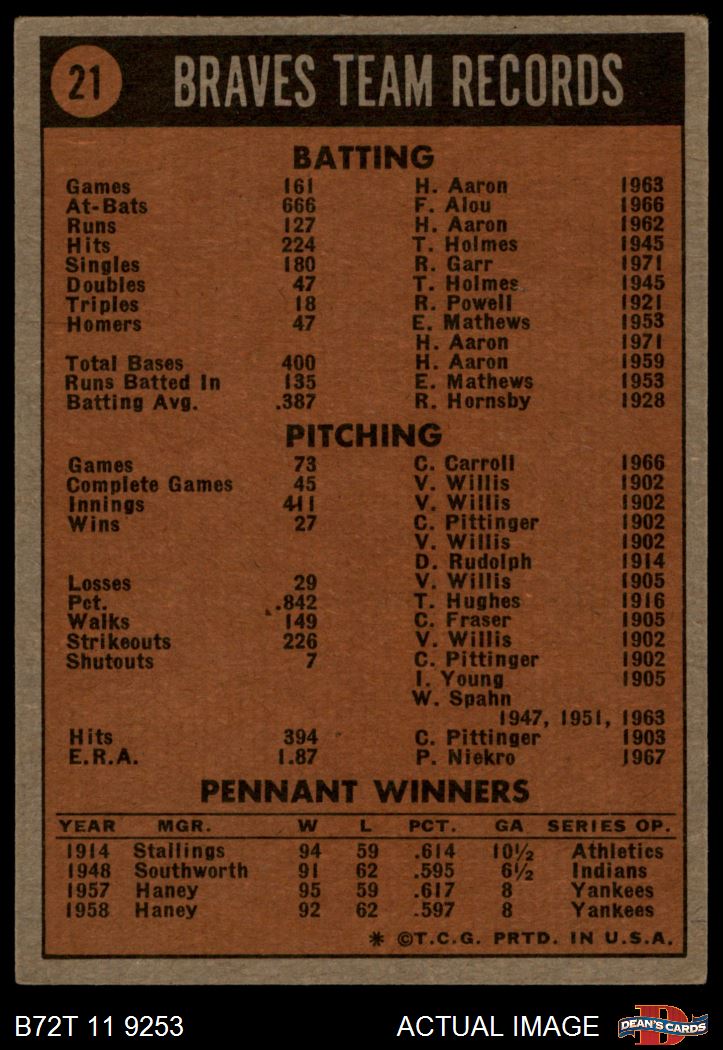 21 BRAVES TEAM RECORDS
BATTING
Games 161 H. Aaron 1963
At-Bats 666 F. Alou 1966
Runs 127 H. Aaron 1962
Hits 224 T. Holmes 1945
Singles 180 R. Garr 1971
Doubles 47 T. Holmes 1945
Triples 18 R. Powell 1921
Homers 47 E. Mathews 1953
H. Aaron 1971
Total Bases 400 H. Aaron 1959
Runs Batted In 135 E. Mathews 1953
Batting Avg. .387 R. Hornsby 1928
PITCHING
Games 73 C. Carroll 1966
Complete Games 45 V. Willis 1902
Innings 411 V. Willis 1902
Wins 27 C. Pittinger 1902
V. Willis 1902
D. Rudolph 1914
Losses 29 V. Willis 1905
Pct. .842 T. Hughes 1916
Walks 149 C. Fraser 1905
Strikeouts 226 V. Willis 1902
Shutouts 7 C. Pittinger 1902
I. Young 1905
W. Spahn
1947, 1951, 1963
Hits 394 C. Pittinger 1903
E.R.A. 1.87 P. Niekro 1967
PENNANT WINNERS
YEAR MGR. W L PCT. GA SERIES OP.
1914 Stallings 94 59 .614 10½ Athletics
1948 Southworth 91 62 .595 6½ Indians
1957 Haney 95 59 .617 8 Yankees
1958 Haney 92 62 .597 8 Yankees
* ©T.C.G. PRTD. IN U.S.A.
B72T 11 9253 ACTUAL IMAGE D DEAN'S CARDS